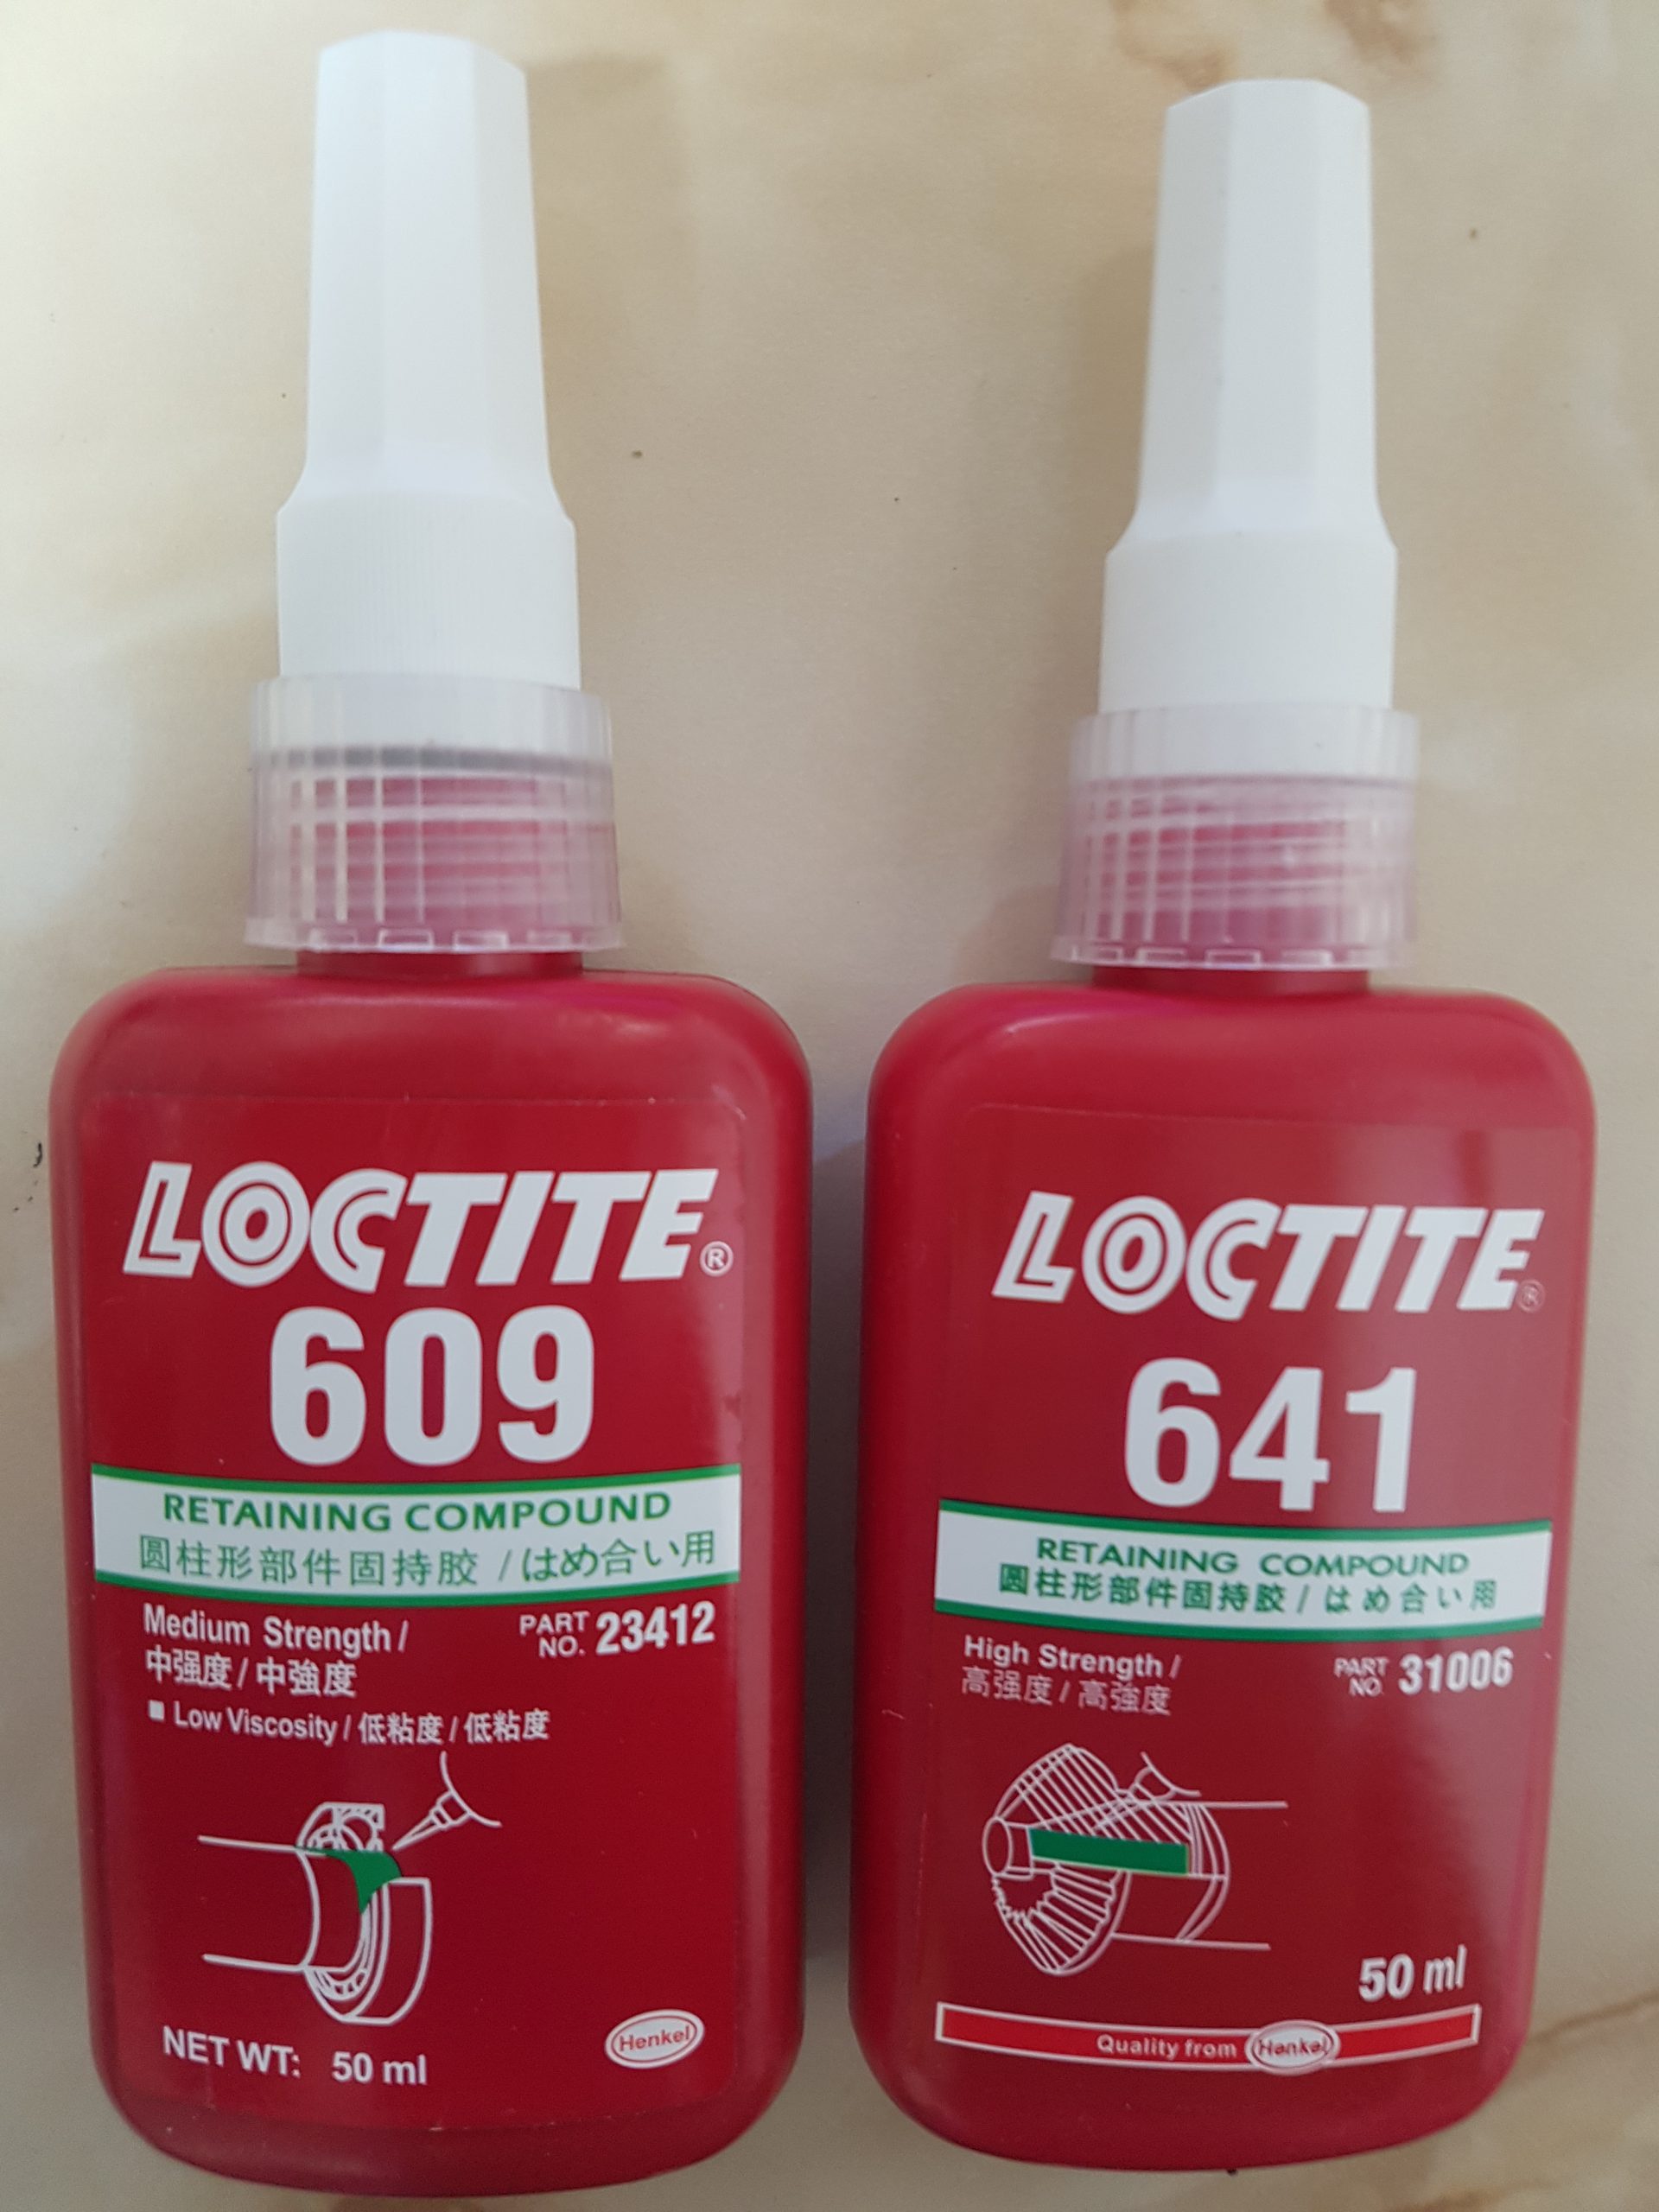 LOCTITE®
609
RETAINING COMPOUND
圆柱形部件固持胶 / はめ合い用
Medium Strength /
中强度 / 中強度
PART NO. 23412
■ Low Viscosity / 低粘度 / 低粘度
NET WT: 50 ml
Henkel
LOCTITE®
641
RETAINING COMPOUND
圆柱形部件固持胶 / はめ合い用
High Strength /
高强度 / 高強度
PART NO. 31006
50 ml
Quality from Henkel